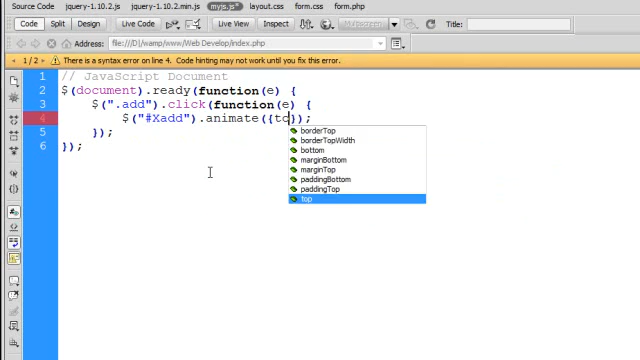 Source Code jquery-1.10.2.js jquery-1.10.2.min.js myjs.js* layout.css form.css form.php
Code Split Design Live Code Inspect Multiscreen Title:
Address: file:///D|/wamp/www/Web Develop/index.php
1 / 2 There is a syntax error on line 4. Code hinting may not work until you fix this error.
1 // JavaScript Document
2 $(document).ready(function(e) {
3 $(".add").click(function(e) {
4 $("#Xadd").animate({to});
5 });
6 });
borderTop
borderTopWidth
bottom
marginBottom
marginTop
paddingBottom
paddingTop
top